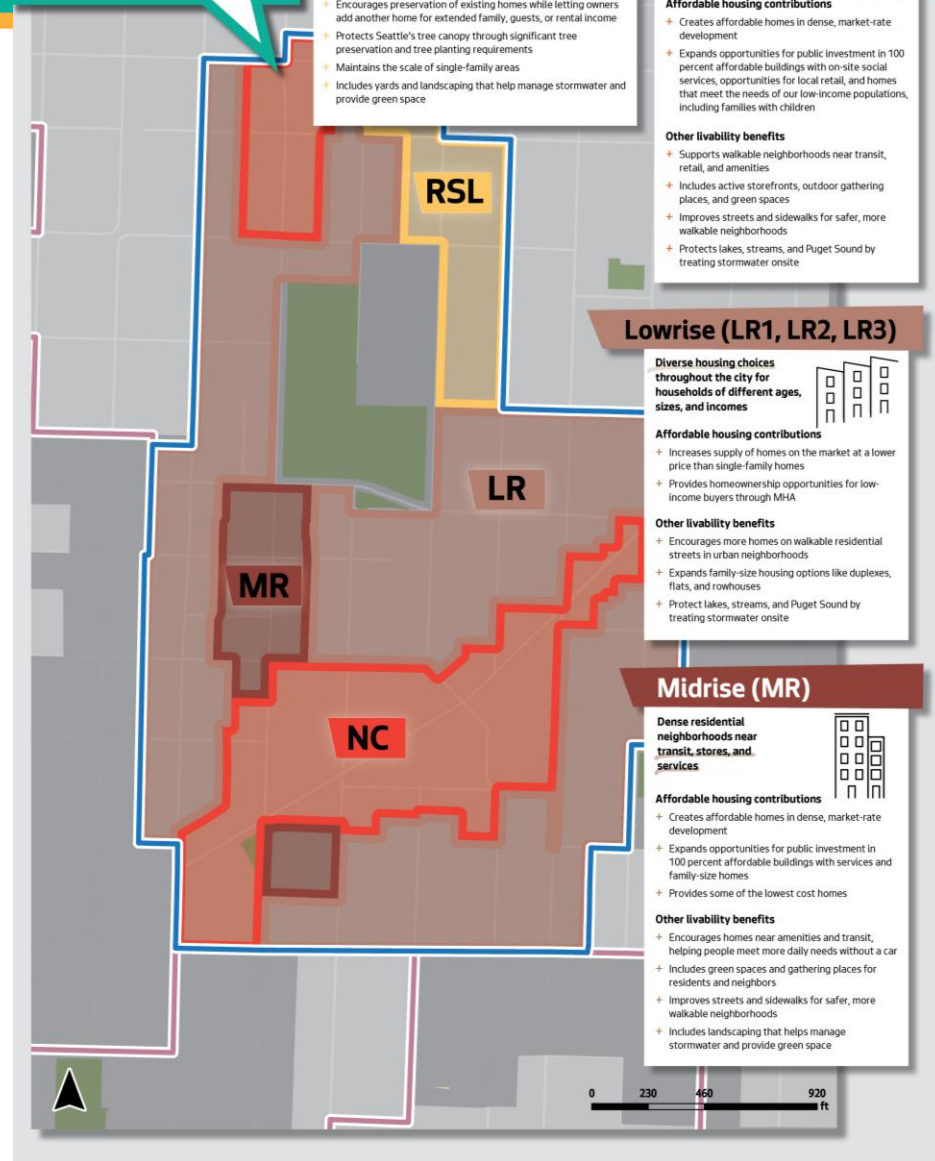 + Encourages preservation of existing homes while letting owners
add another home for extended family, guests, or rental income
+ Protects Seattle's tree canopy through significant tree
preservation and tree planting requirements
+ Maintains the scale of single-family areas
+ Includes yards and landscaping that help manage stormwater and
provide green space
Affordable housing contributions
+ Creates affordable homes in dense, market-rate
development
+ Expands opportunities for public investment in 100
percent affordable buildings with on-site social
services, opportunities for local retail, and homes
that meet the needs of our low-income populations,
including families with children
Other livability benefits
+ Supports walkable neighborhoods near transit,
retail, and amenities
+ Includes active storefronts, outdoor gathering
places, and green spaces
+ Improves streets and sidewalks for safer, more
walkable neighborhoods
+ Protects lakes, streams, and Puget Sound by
treating stormwater onsite
RSL
LR
MR
NC
Lowrise (LR1, LR2, LR3)
Diverse housing choices
throughout the city for
households of different ages,
sizes, and incomes
Affordable housing contributions
+ Increases supply of homes on the market at a lower
price than single-family homes
+ Provides homeownership opportunities for low-
income buyers through MHA
Other livability benefits
+ Encourages more homes on walkable residential
streets in urban neighborhoods
+ Expands family-size housing options like duplexes,
flats, and rowhouses
+ Protect lakes, streams, and Puget Sound by
treating stormwater onsite
Midrise (MR)
Dense residential
neighborhoods near
transit, stores, and
services
Affordable housing contributions
+ Creates affordable homes in dense, market-rate
development
+ Expands opportunities for public investment in
100 percent affordable buildings with services and
family-size homes
+ Provides some of the lowest cost homes
Other livability benefits
+ Encourages homes near amenities and transit,
helping people meet more daily needs without a car
+ Includes green spaces and gathering places for
residents and neighbors
+ Improves streets and sidewalks for safer, more
walkable neighborhoods
+ Includes landscaping that helps manage
stormwater and provide green space
0 230 460 920
ft